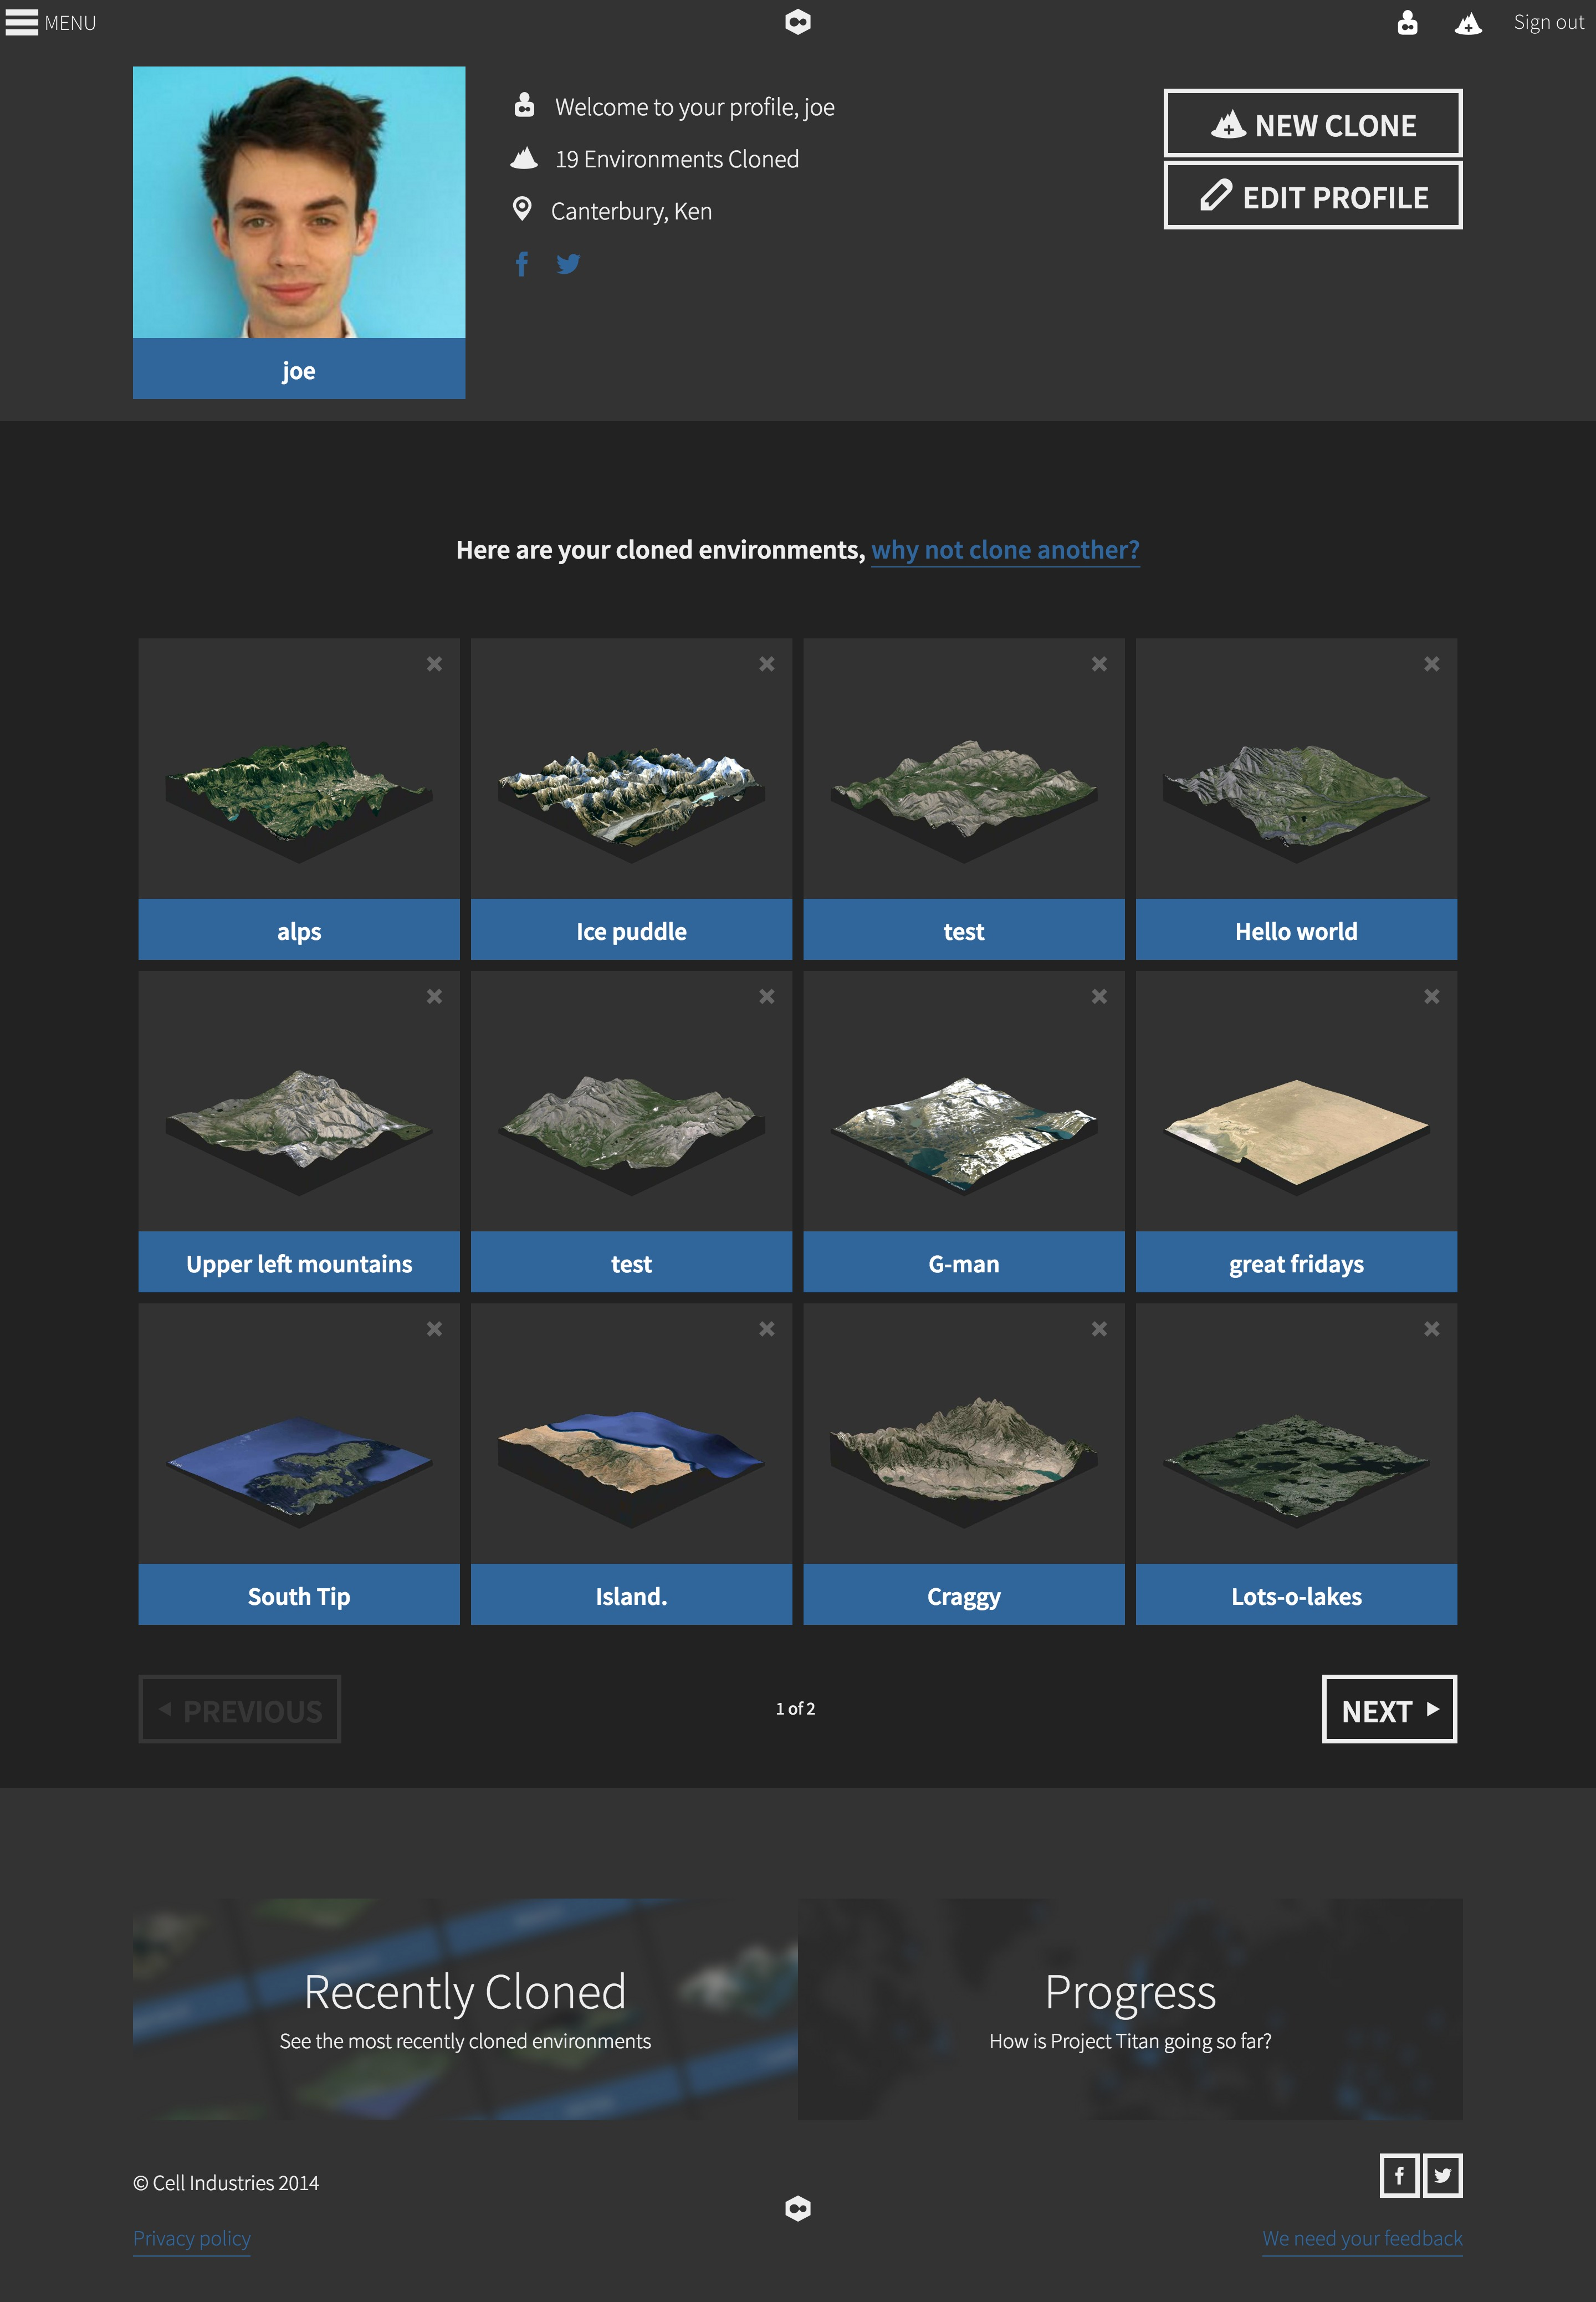 MENU
Sign out
Welcome to your profile, joe
19 Environments Cloned
Canterbury, Ken
NEW CLONE
EDIT PROFILE
joe
Here are your cloned environments, why not clone another?
alps
Ice puddle
test
Hello world
Upper left mountains
test
G-man
great fridays
South Tip
Island.
Craggy
Lots-o-lakes
PREVIOUS
1 of 2
NEXT
Recently Cloned
See the most recently cloned environments
Progress
How is Project Titan going so far?
© Cell Industries 2014
Privacy policy
We need your feedback